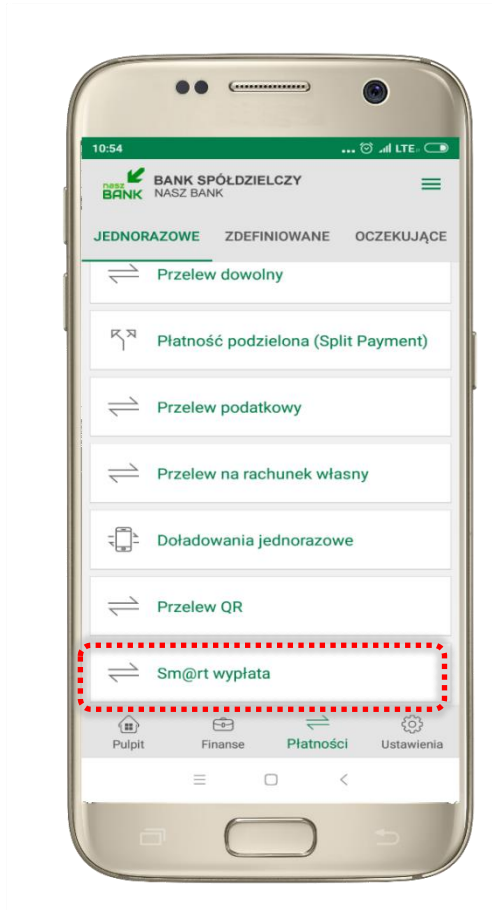 10:54 ... LTE
nasz BANK BANK SPÓŁDZIELCZY
NASZ BANK
JEDNORAZOWE ZDEFINIOWANE OCZEKUJĄCE
Przelew dowolny
Płatność podzielona (Split Payment)
Przelew podatkowy
Przelew na rachunek własny
Doładowania jednorazowe
Przelew QR
Sm@rt wypłata
Pulpit Finanse Płatności Ustawienia